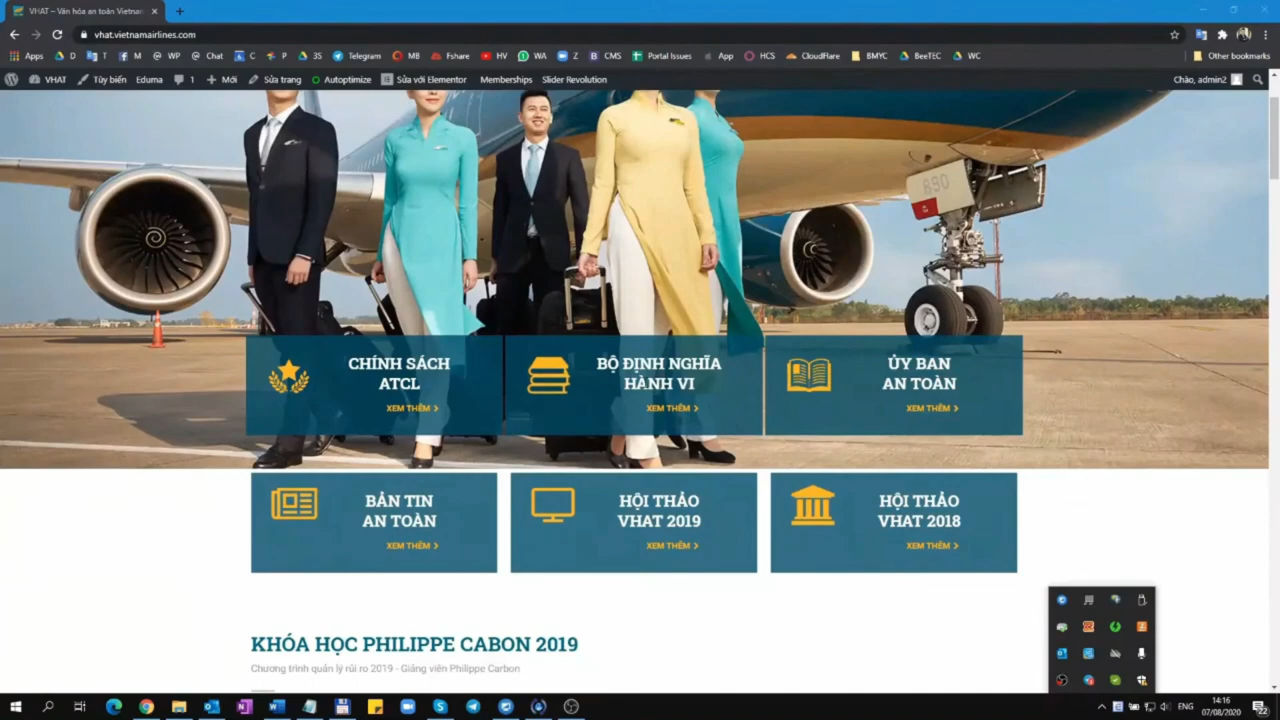 VHAT – Văn hóa an toàn Vietnam
vhat.vietnamairlines.com
Apps D T M WP Chat C P 3S Telegram MB Fshare HV WA Z CMS Portal Issues App HCS CloudFlare BMYC BeeTEC WC Other bookmarks
VHAT Tùy biến Eduma 1 Mới Sửa trang Autoptimize Sửa với Elementor Memberships Slider Revolution Chào, admin2
890
CHÍNH SÁCH
ATCL
XEM THÊM
BỘ ĐỊNH NGHĨA
HÀNH VI
XEM THÊM
ỦY BAN
AN TOÀN
XEM THÊM
BẢN TIN
AN TOÀN
XEM THÊM
HỘI THẢO
VHAT 2019
XEM THÊM
HỘI THẢO
VHAT 2018
XEM THÊM
KHÓA HỌC PHILIPPE CABON 2019
Chương trình quản lý rủi ro 2019 - Giảng viên Philippe Carbon
ENG
14:16
07/08/2020
22